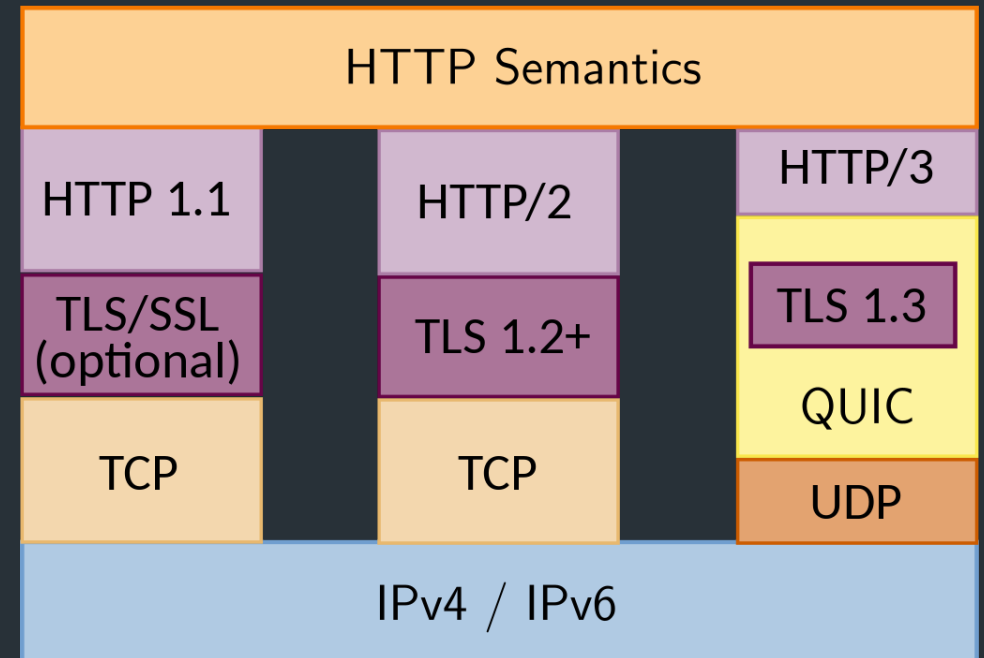 HTTP Semantics
HTTP 1.1
TLS/SSL
(optional)
TCP
HTTP/2
TLS 1.2+
TCP
HTTP/3
TLS 1.3
QUIC
UDP
IPv4 / IPv6